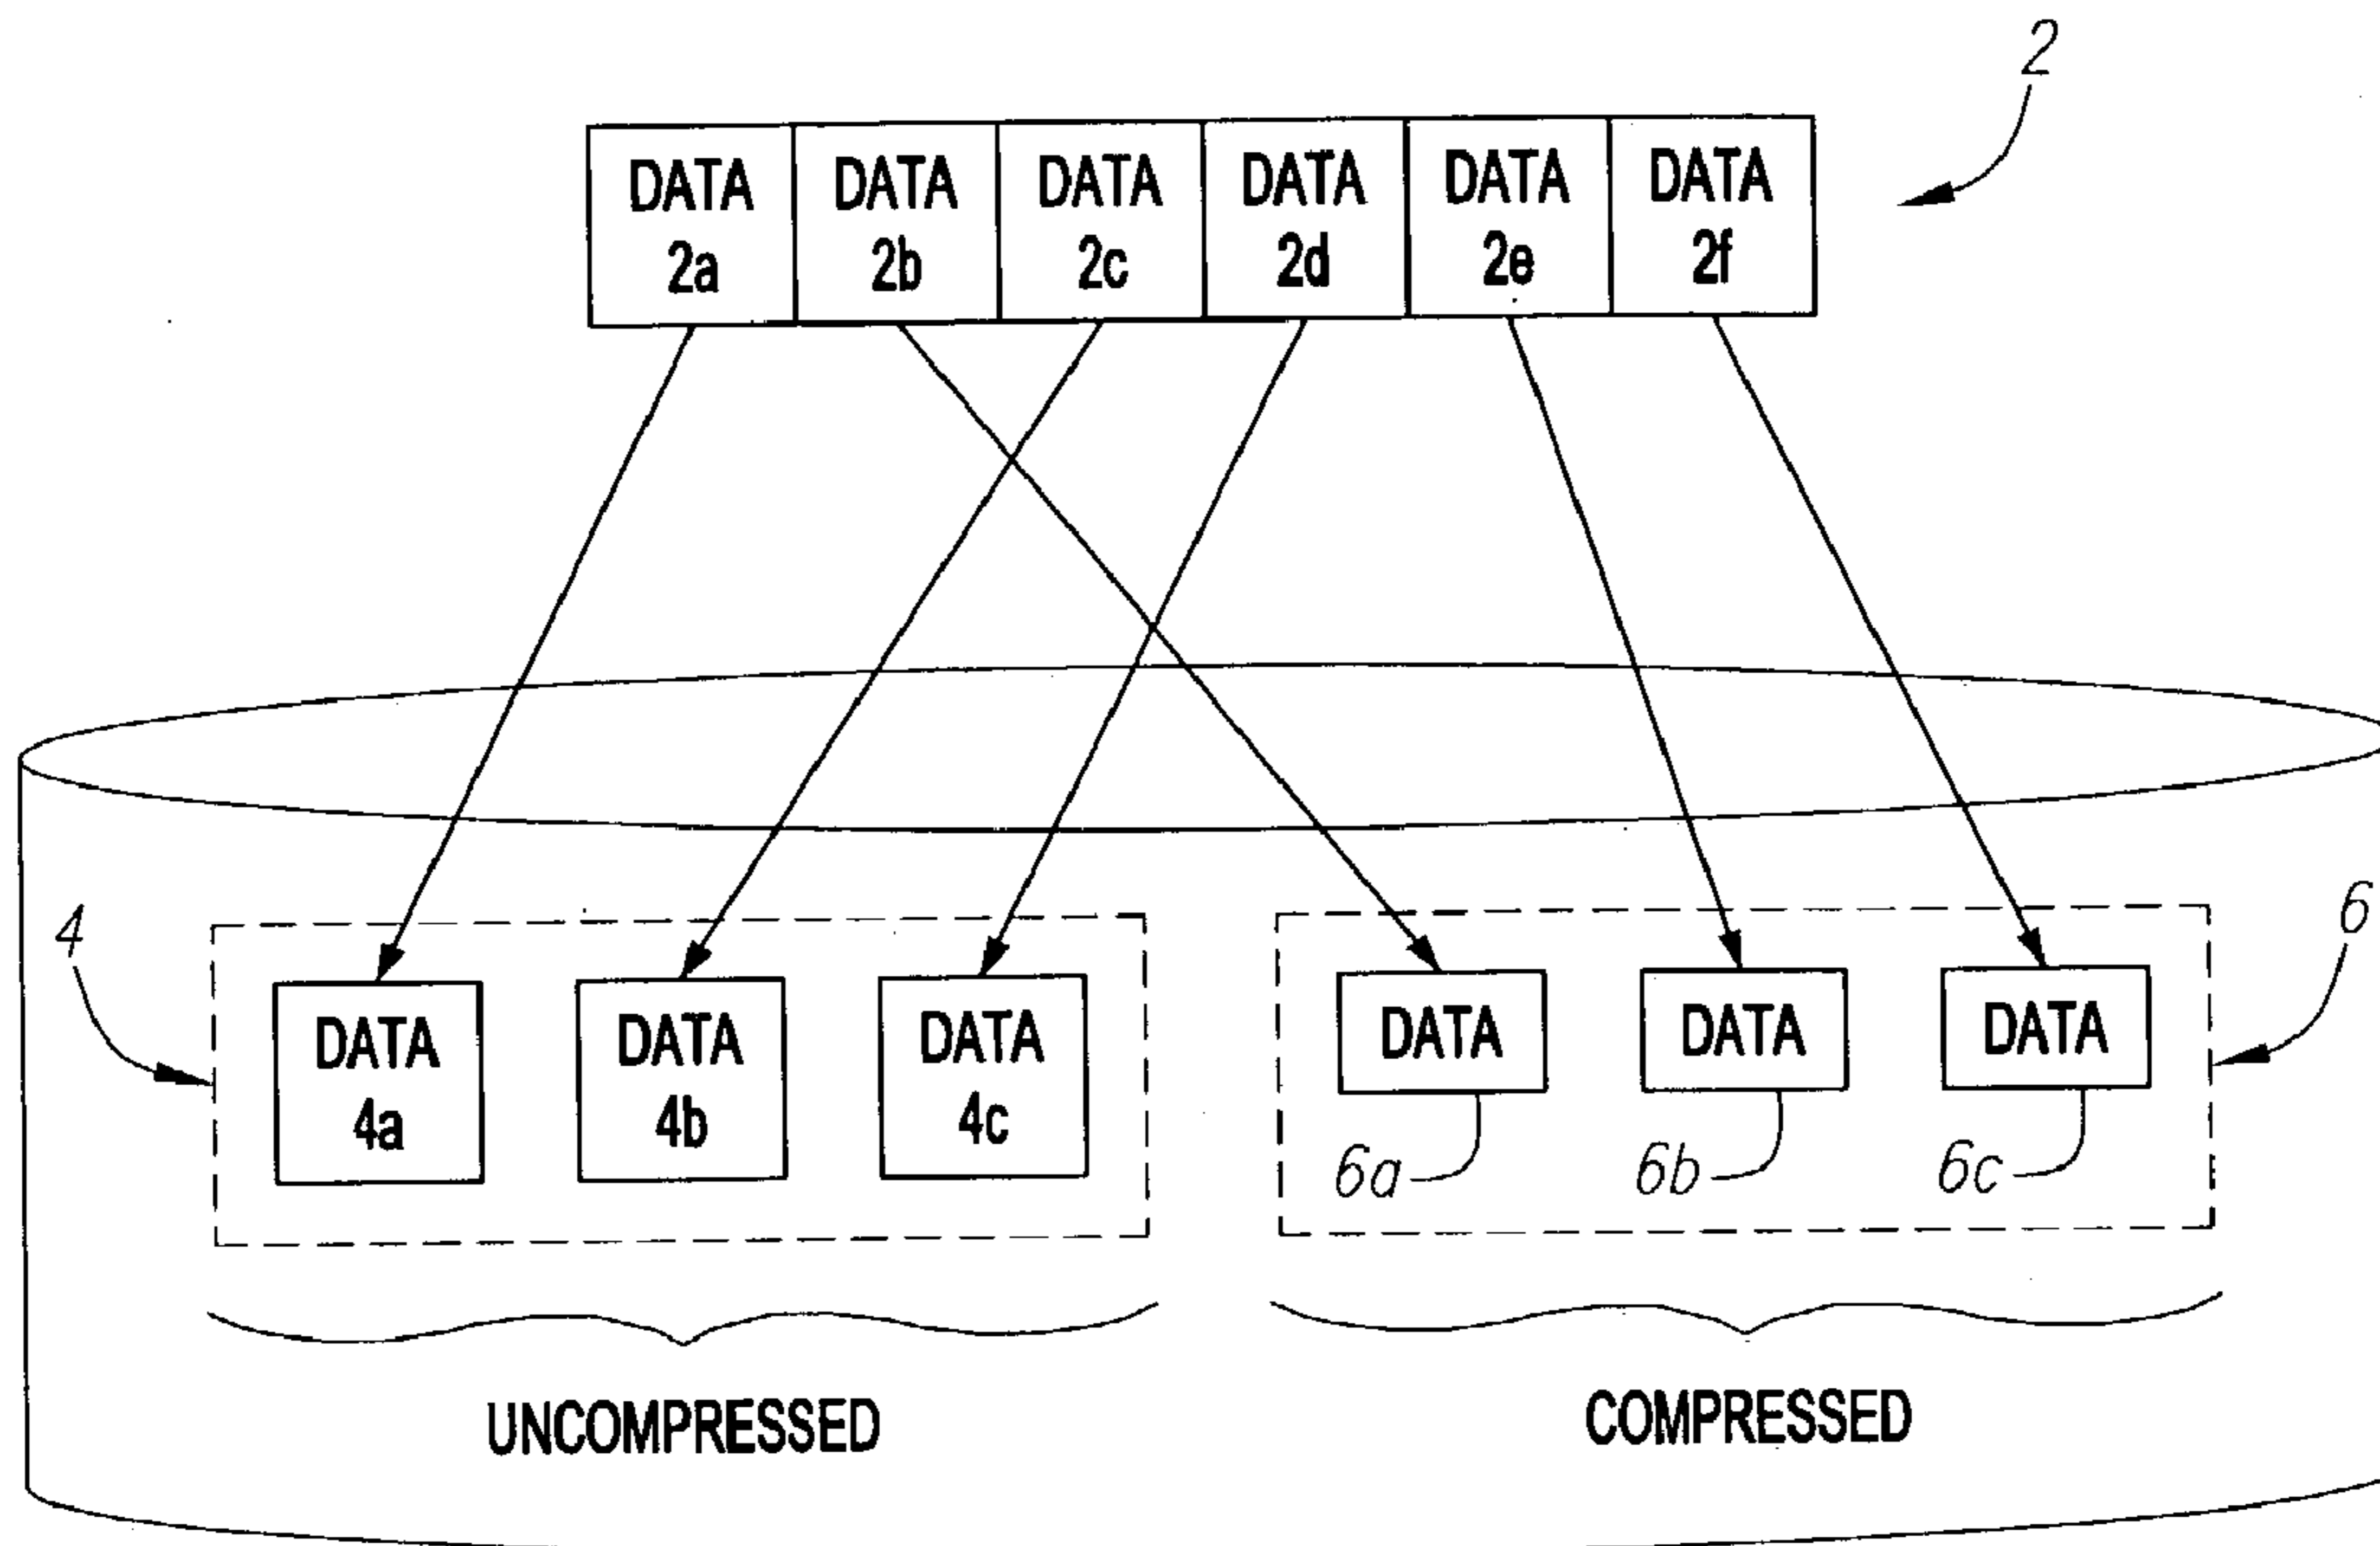 2
DATA DATA DATA DATA DATA DATA
2a 2b 2c 2d 2e 2f
4
6
DATA DATA DATA DATA DATA DATA
4a 4b 4c
6a 6b 6c
UNCOMPRESSED
COMPRESSED